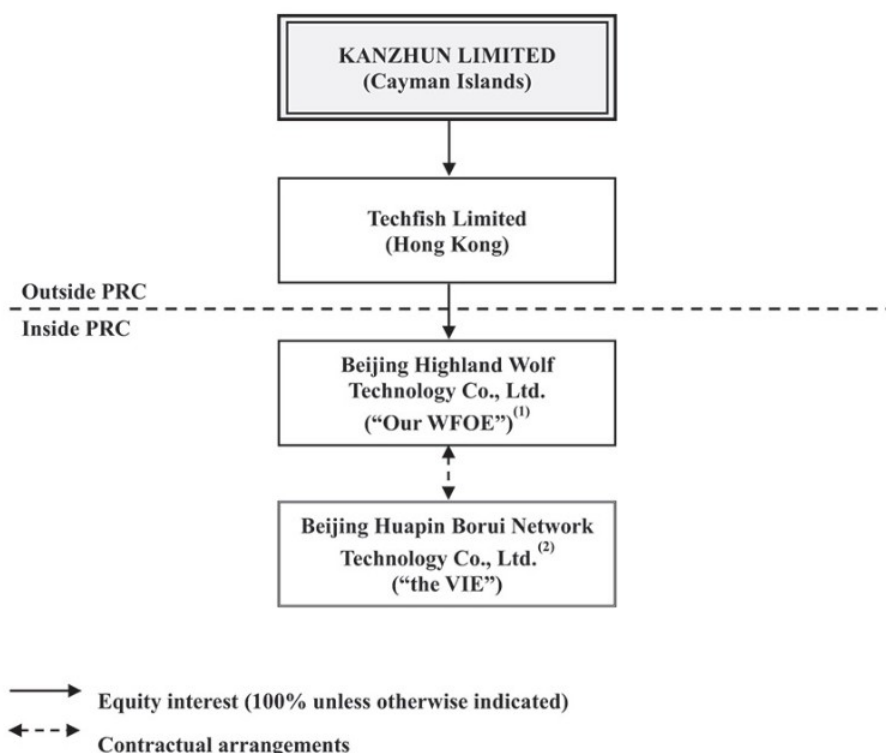 KANZHUN LIMITED
(Cayman Islands)
Techfish Limited
(Hong Kong)
Outside PRC
Inside PRC
Beijing Highland Wolf
Technology Co., Ltd.
(“Our WFOE”)(1)
Beijing Huapin Borui Network
Technology Co., Ltd.(2)
(“the VIE”)
Equity interest (100% unless otherwise indicated)
Contractual arrangements